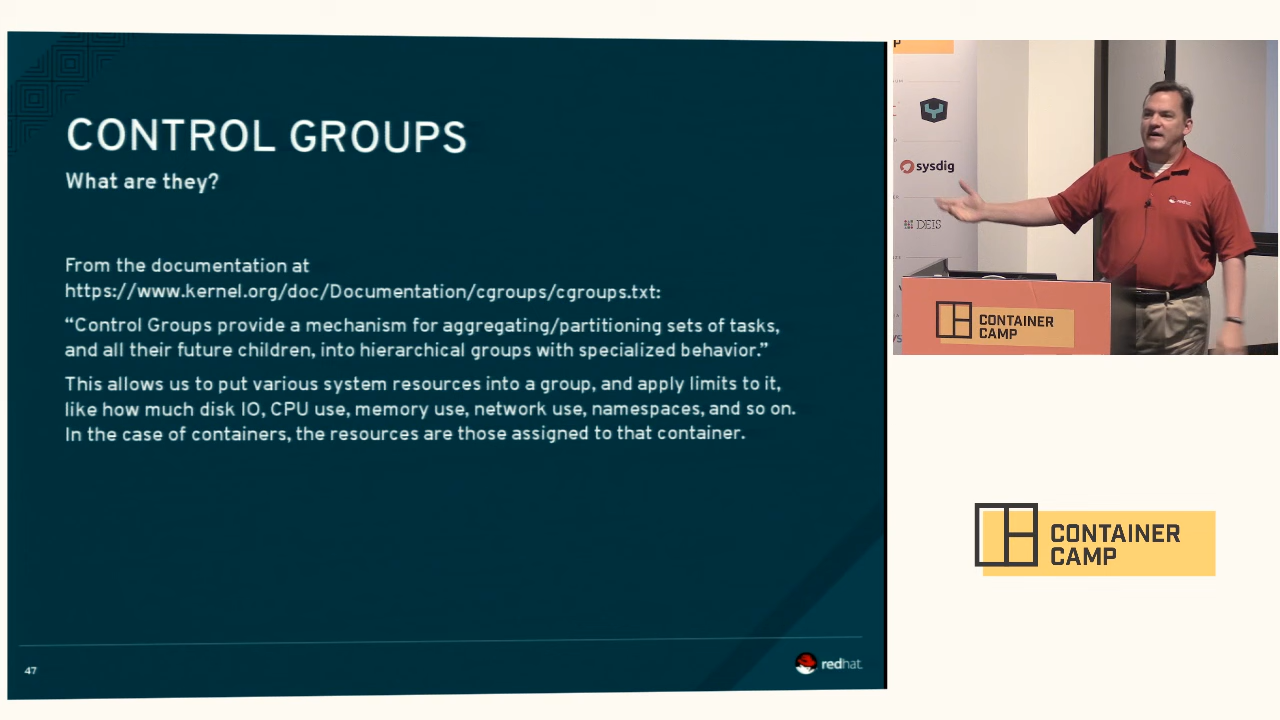 CONTROL GROUPS
What are they?
From the documentation at
https://www.kernel.org/doc/Documentation/cgroups/cgroups.txt:
“Control Groups provide a mechanism for aggregating/partitioning sets of tasks,
and all their future children, into hierarchical groups with specialized behavior.”
This allows us to put various system resources into a group, and apply limits to it,
like how much disk IO, CPU use, memory use, network use, namespaces, and so on.
In the case of containers, the resources are those assigned to that container.
47
redhat
sysdig
DEIS
redhat
CONTAINER
CAMP
CONTAINER
CAMP